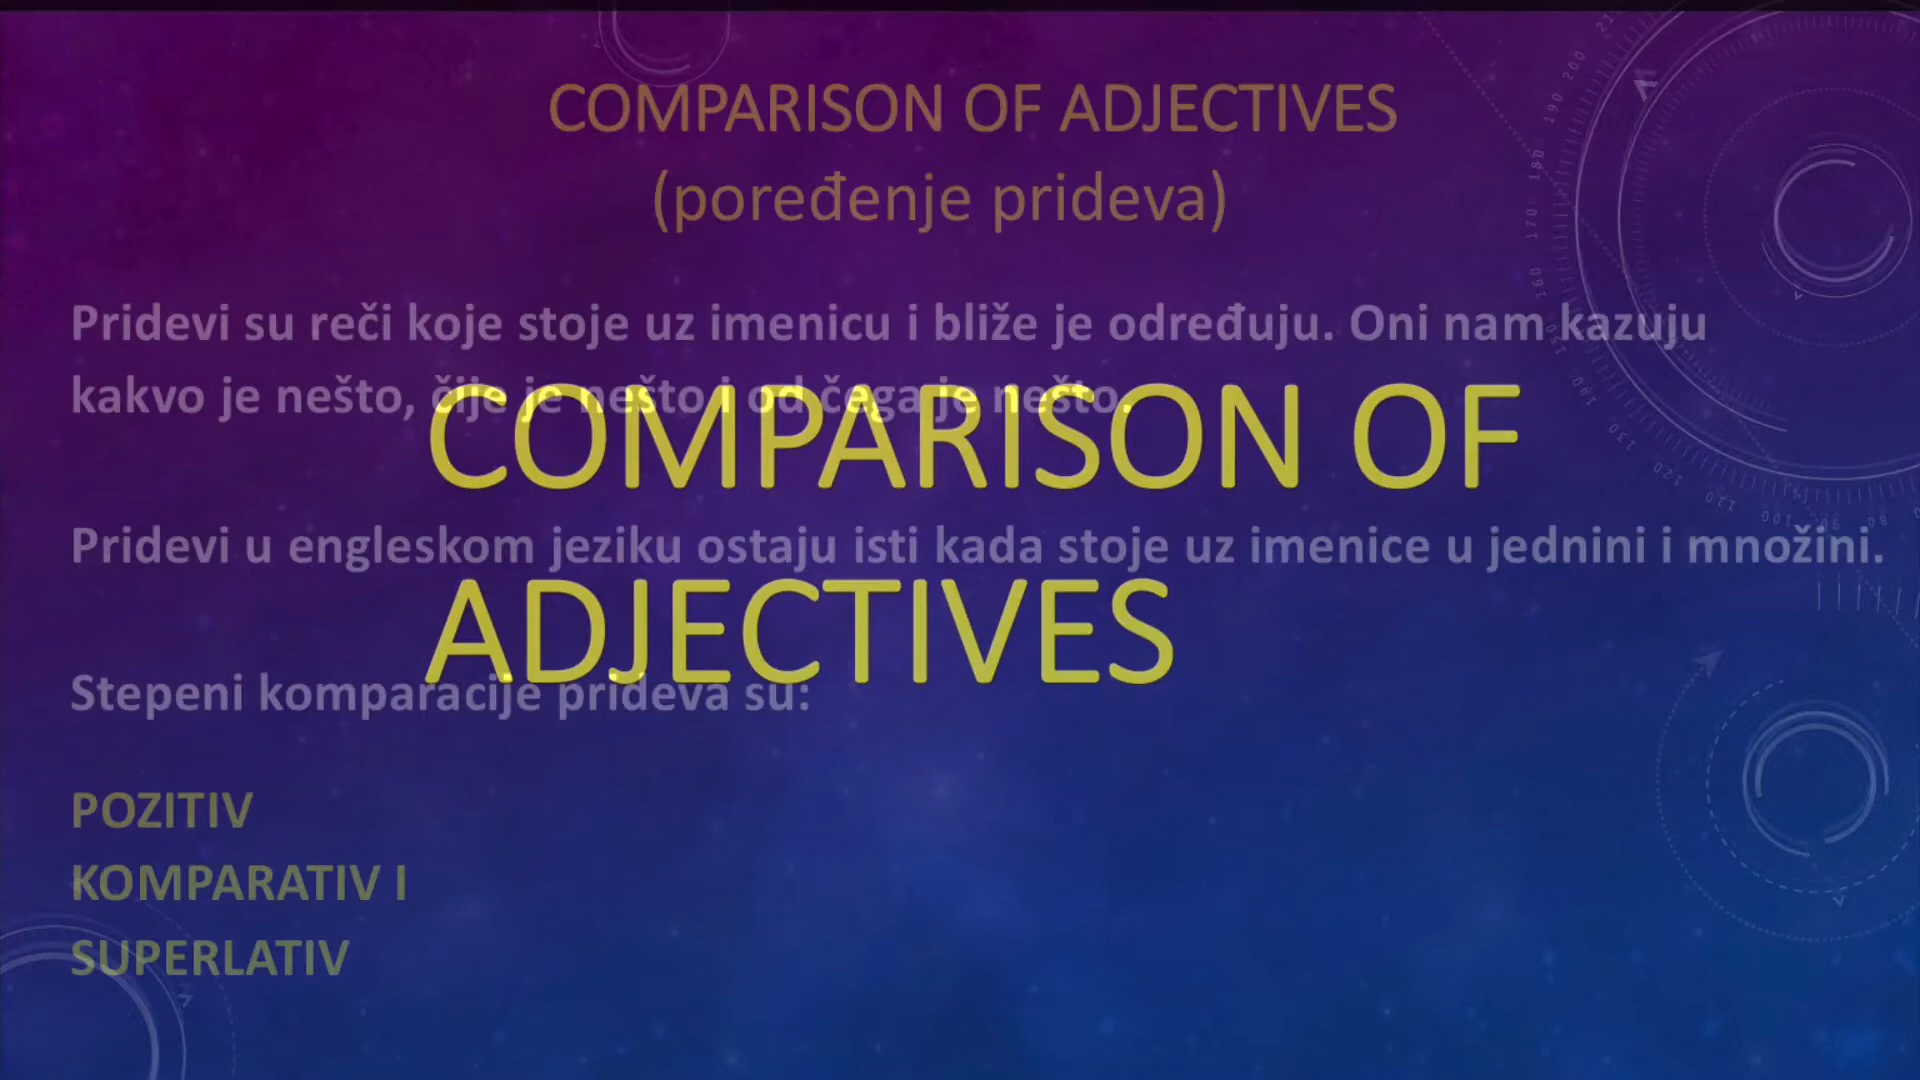 COMPARISON OF ADJECTIVES
(poređenje prideva)
Pridevi su reči koje stoje uz imenicu i bliže je određuju. Oni nam kazuju
kakvo je nešto, čije je nešto i od čega je nešto.
COMPARISON OF
Pridevi u engleskom jeziku ostaju isti kada stoje uz imenice u jednini i množini.
ADJECTIVES
Stepeni komparacije prideva su:
POZITIV
KOMPARATIV I
SUPERLATIV